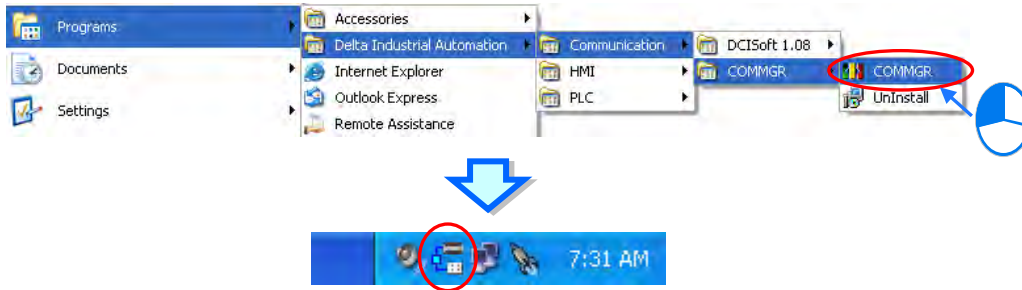 Programs
Documents
Settings
Accessories
Delta Industrial Automation
Internet Explorer
Outlook Express
Remote Assistance
Communication
HMI
PLC
DCISoft 1.08
COMMGR
COMMGR
UnInstall
7:31 AM